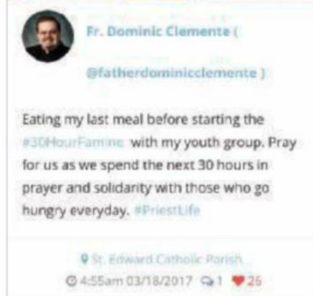 Fr. Dominic Clemente (
@fatherdominicclemente )
Eating my last meal before starting the
#30HourFamine with my youth group. Pray
for us as we spend the next 30 hours in
prayer and solidarity with those who go
hungry everyday. #PriestLife
St. Edward Catholic Parish
4:55am 03/18/2017 1 26